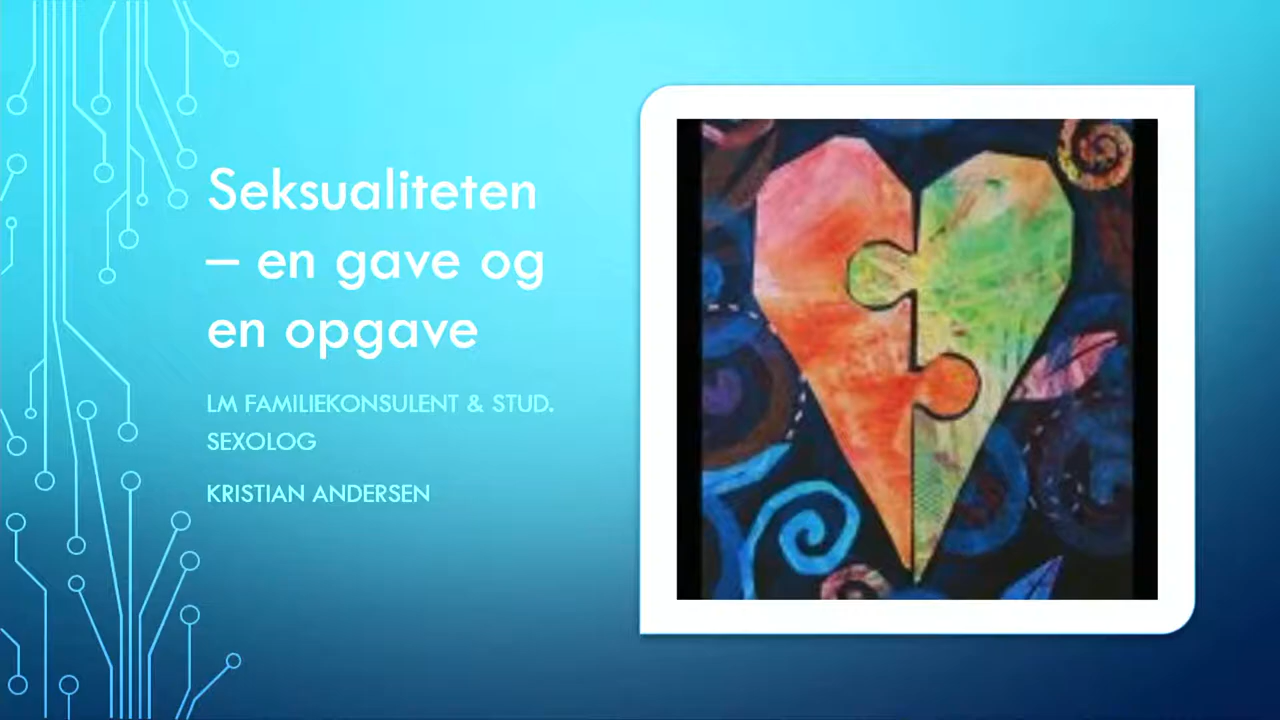 Seksualiteten
– en gave og
en opgave
LM FAMILIEKONSULENT & STUD.
SEXOLOG
KRISTIAN ANDERSEN